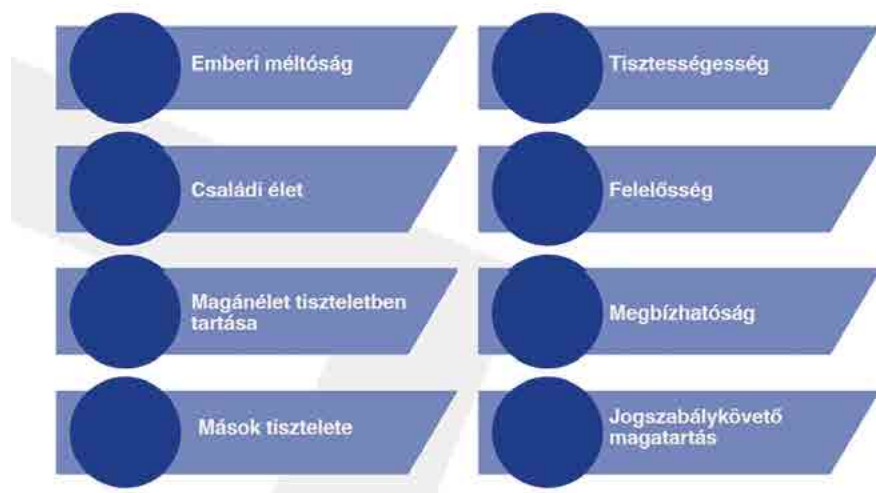 Emberi méltóság
Családi élet
Magánélet tiszteletben
tartása
Mások tisztelete
Tisztességesség
Felelősség
Megbízhatóság
Jogszabálykövető
magatartás